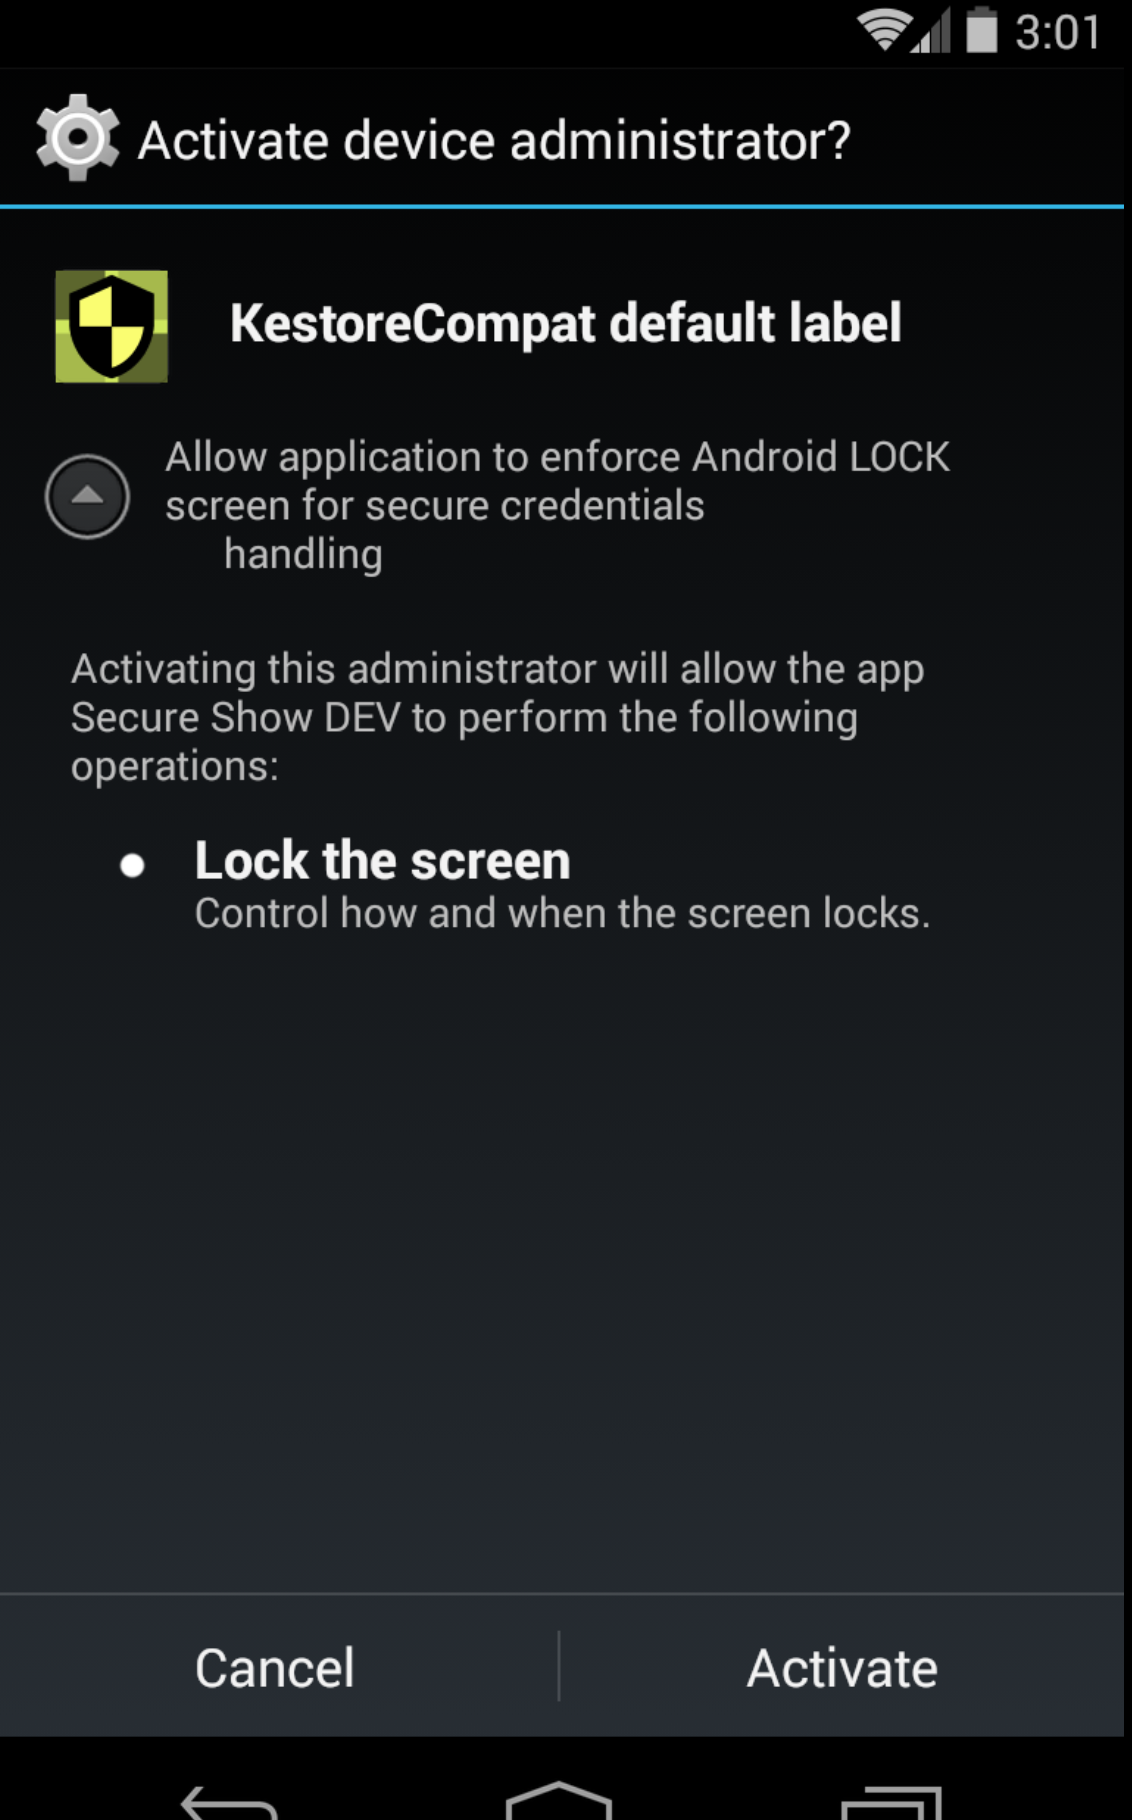 3:01
Activate device administrator?
KestoreCompat default label
Allow application to enforce Android LOCK
screen for secure credentials
handling
Activating this administrator will allow the app
Secure Show DEV to perform the following
operations:
Lock the screen
Control how and when the screen locks.
Cancel
Activate